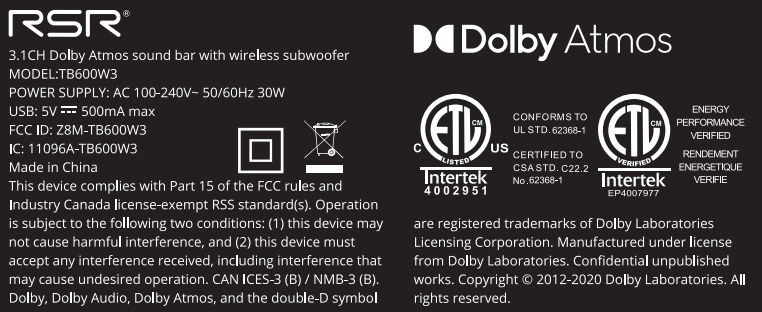 RSR®
3.1CH Dolby Atmos sound bar with wireless subwoofer
MODEL:TB600W3
POWER SUPPLY: AC 100-240V~ 50/60Hz 30W
USB: 5V ⎓ 500mA max
FCC ID: Z8M-TB600W3
IC: 11096A-TB600W3
Made in China
This device complies with Part 15 of the FCC rules and
Industry Canada license-exempt RSS standard(s). Operation
is subject to the following two conditions: (1) this device may
not cause harmful interference, and (2) this device must
accept any interference received, including interference that
may cause undesired operation. CAN ICES-3 (B) / NMB-3 (B).
Dolby, Dolby Audio, Dolby Atmos, and the double-D symbol
Dolby Atmos
ETL CM
C US
LISTED
Intertek
4002951
CONFORMS TO
UL STD. 62368-1
CERTIFIED TO
CSA STD. C22.2
No.62368-1
ETL CM
VERIFIED
Intertek
EP4007977
ENERGY
PERFORMANCE
VERIFIED
RENDEMENT
ENERGETIQUE
VERIFIE
are registered trademarks of Dolby Laboratories
Licensing Corporation. Manufactured under license
from Dolby Laboratories. Confidential unpublished
works. Copyright © 2012-2020 Dolby Laboratories. All
rights reserved.